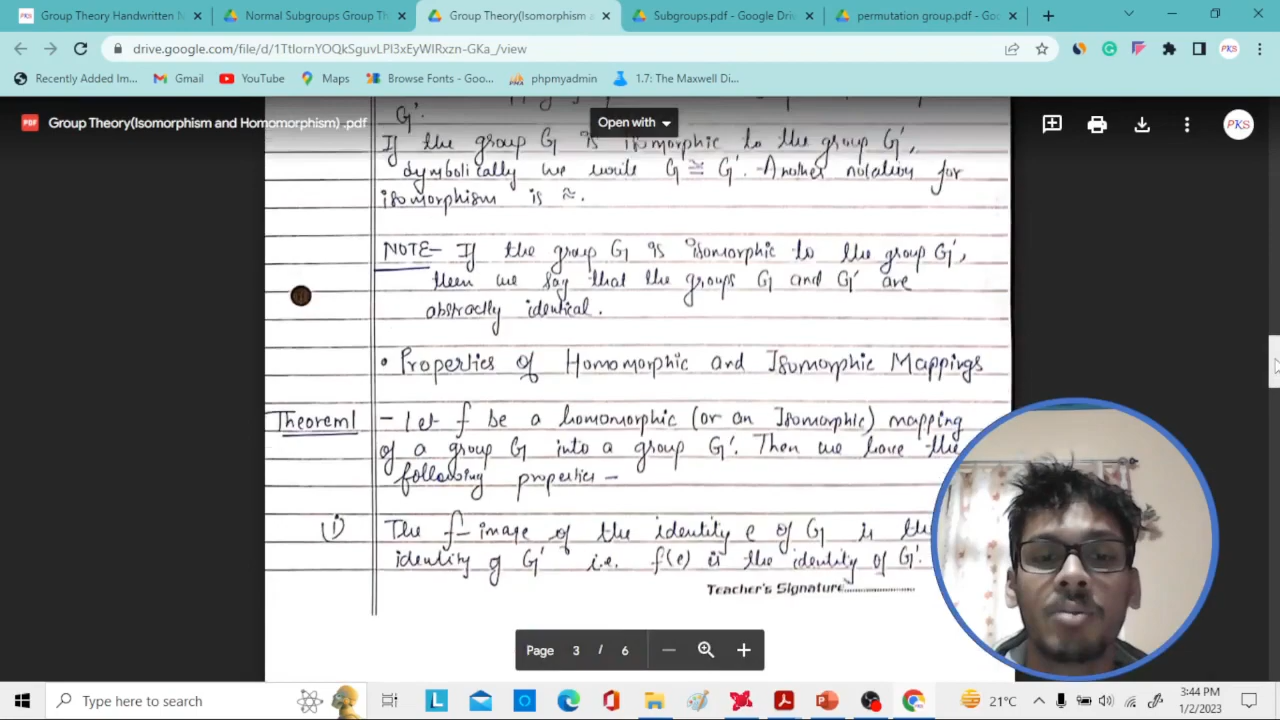 Group Theory Handwritten N
Normal Subgroups Group Th
Group Theory(Isomorphism a
Subgroups.pdf - Google Driv
permutation group.pdf - Goo
drive.google.com/file/d/1TtIornYOQkSguvLPl3xEyWIRxzn-GKa_/view
PKS
Recently Added Im...
Gmail
YouTube
Maps
Browse Fonts - Goo...
phpmyadmin
1.7: The Maxwell Di...
G'.
PDF
Group Theory(Isomorphism and Homomorphism) .pdf
Open with
PKS
If the group G is isomorphic to the group G',
symbolically we write G ≅ G'. Another notation for
isomorphism is ≈.
NOTE- If the group G is isomorphic to the group G',
then we say that the groups G and G' are
abstractly identical.
• Properties of Homomorphic and Isomorphic Mappings
Theorem1 - Let f be a homomorphic (or an Isomorphic) mapping
of a group G into a group G'. Then we have the
following properties -
(1) The f-image of the identity e of G is the
identity of G' i.e. f(e) is the identity of G'.
Teacher's Signature
Page 3 / 6
Type here to search
L
21°C
3:44 PM
1/2/2023